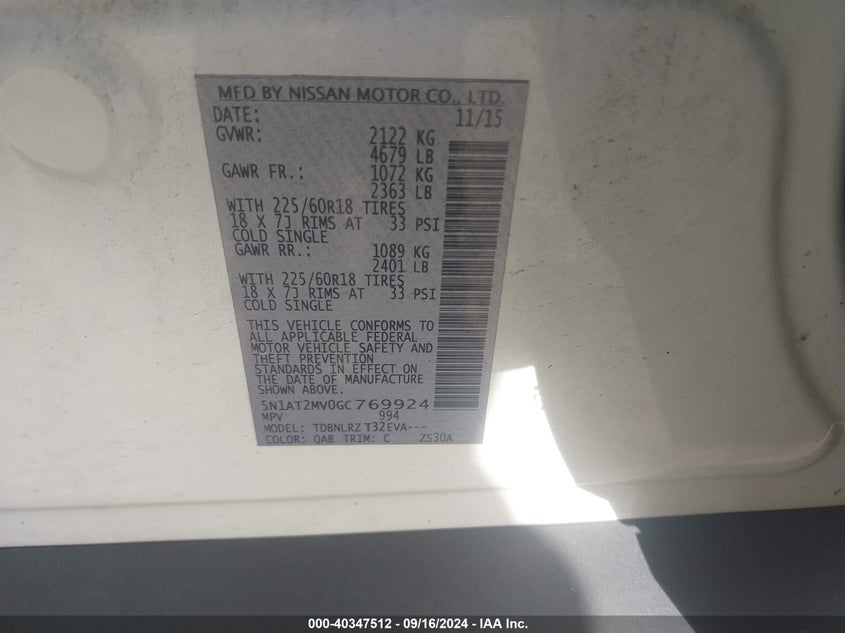 MFD BY NISSAN MOTOR CO., LTD.
DATE: 11/15
GVWR: 2122 KG
4679 LB
GAWR FR.: 1072 KG
2363 LB
WITH 225/60R18 TIRES
18 X 7J RIMS AT 33 PSI
COLD SINGLE
GAWR RR.: 1089 KG
2401 LB
WITH 225/60R18 TIRES
18 X 7J RIMS AT 33 PSI
COLD SINGLE
THIS VEHICLE CONFORMS TO
ALL APPLICABLE FEDERAL
MOTOR VEHICLE SAFETY AND
THEFT PREVENTION
STANDARDS IN EFFECT ON
THE DATE OF MANUFACTURE
SHOWN ABOVE.
5N1AT2MV0GC769924
MPV 994
MODEL: TDBNLRZ T32EVA---
COLOR: QAB TRIM: C ZS30A
000-40347512 - 09/16/2024 - IAA Inc.